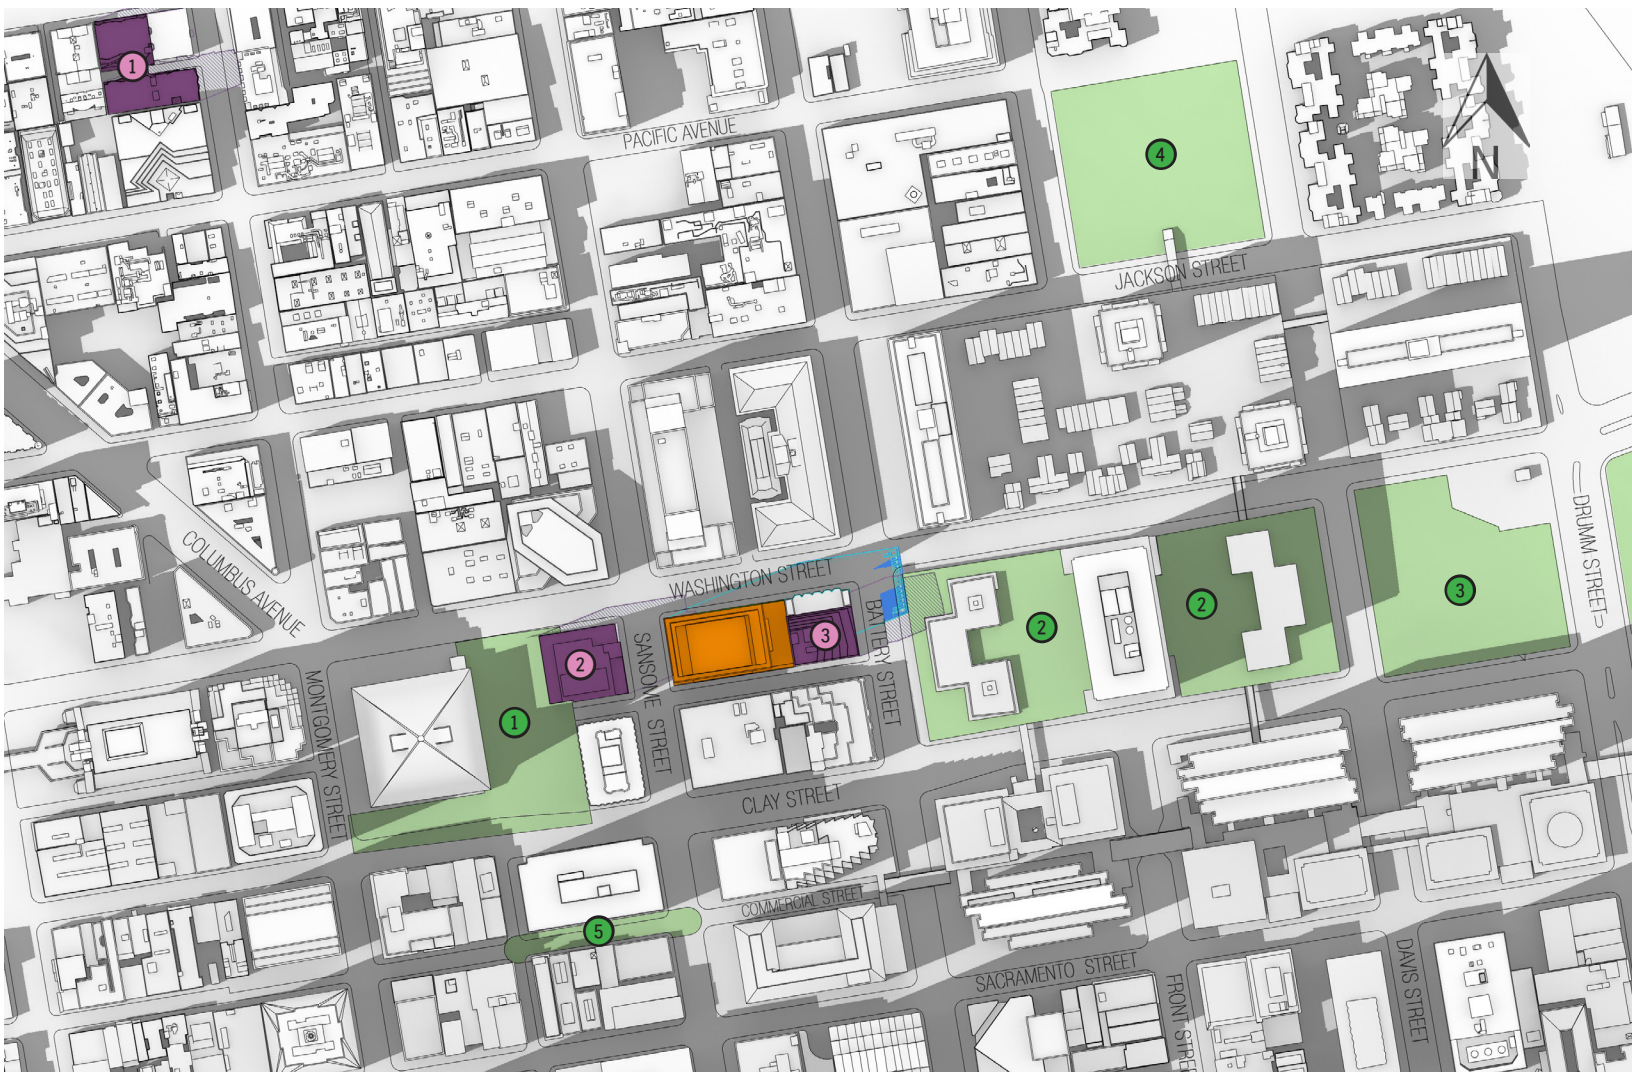 1
PACIFIC AVENUE
4
N
JACKSON STREET
COLUMBUS AVENUE
WASHINGTON STREET
DRUMM STREET
2
3
2
3
BATTERY STREET
2
SANSOME STREET
MONTGOMERY STREET
1
CLAY STREET
COMMERCIAL STREET
5
SACRAMENTO STREET
FRONT STRE
DAVIS STREET